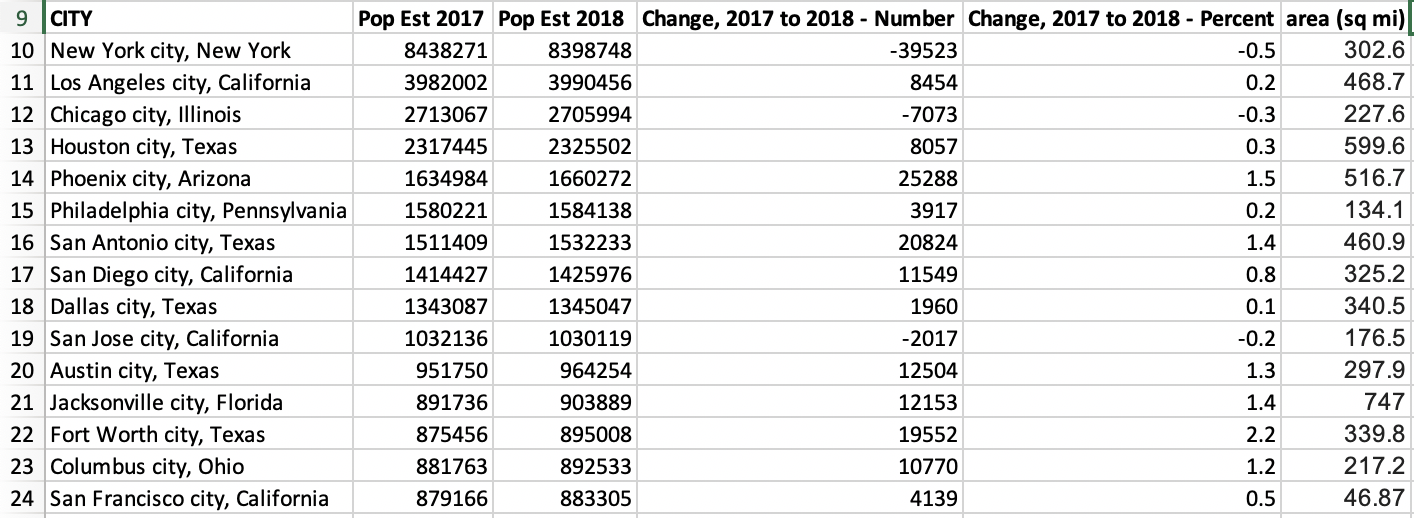 9 CITY Pop Est 2017 Pop Est 2018 Change, 2017 to 2018 - Number Change, 2017 to 2018 - Percent area (sq mi)
10 New York city, New York 8438271 8398748 -39523 -0.5 302.6
11 Los Angeles city, California 3982002 3990456 8454 0.2 468.7
12 Chicago city, Illinois 2713067 2705994 -7073 -0.3 227.6
13 Houston city, Texas 2317445 2325502 8057 0.3 599.6
14 Phoenix city, Arizona 1634984 1660272 25288 1.5 516.7
15 Philadelphia city, Pennsylvania 1580221 1584138 3917 0.2 134.1
16 San Antonio city, Texas 1511409 1532233 20824 1.4 460.9
17 San Diego city, California 1414427 1425976 11549 0.8 325.2
18 Dallas city, Texas 1343087 1345047 1960 0.1 340.5
19 San Jose city, California 1032136 1030119 -2017 -0.2 176.5
20 Austin city, Texas 951750 964254 12504 1.3 297.9
21 Jacksonville city, Florida 891736 903889 12153 1.4 747
22 Fort Worth city, Texas 875456 895008 19552 2.2 339.8
23 Columbus city, Ohio 881763 892533 10770 1.2 217.2
24 San Francisco city, California 879166 883305 4139 0.5 46.87